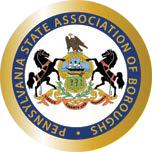 PENNSYLVANIA STATE ASSOCIATION OF BOROUGHS